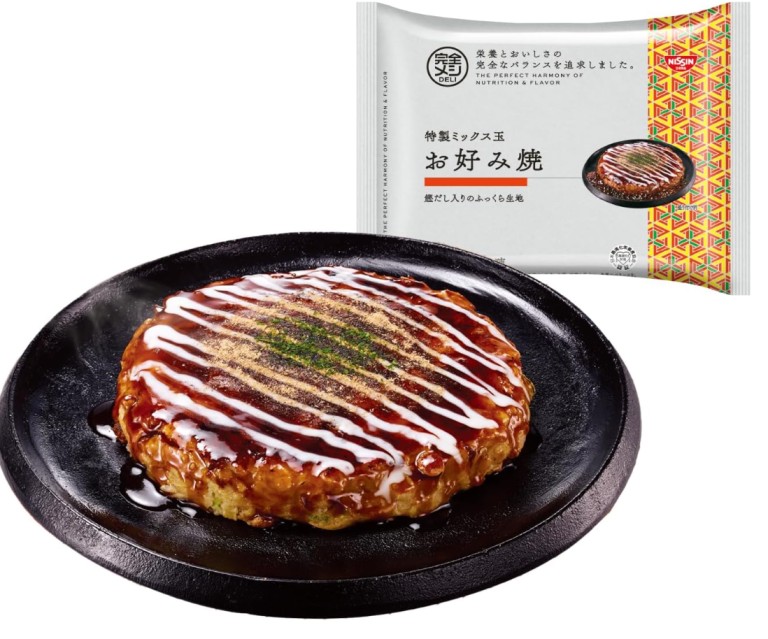 完全
メシ
DELI
栄養とおいしさの
完全なバランスを追求しました。
THE PERFECT HARMONY OF
NUTRITION & FLAVOR
NISSIN
特製ミックス玉
お好み焼
鰹だし入りのふっくら生地
THE PERFECT HARMONY OF NUTRITION & FLAVOR